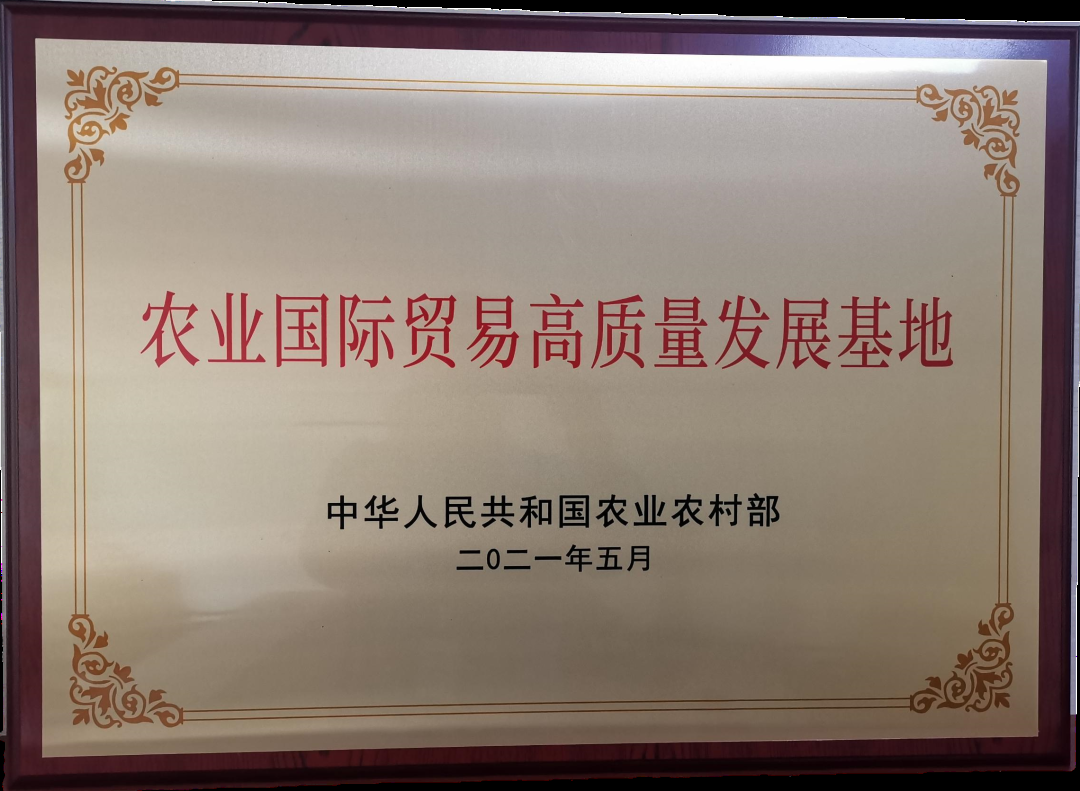 农业国际贸易高质量发展基地
中华人民共和国农业农村部
二0二一年五月